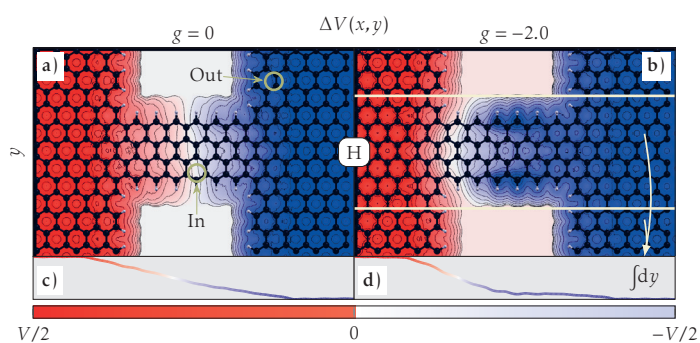 ΔV(x,y)
g = 0
g = −2.0
a)
Out
b)
y
H
In
c)
d)
∫dy
V/2
0
−V/2